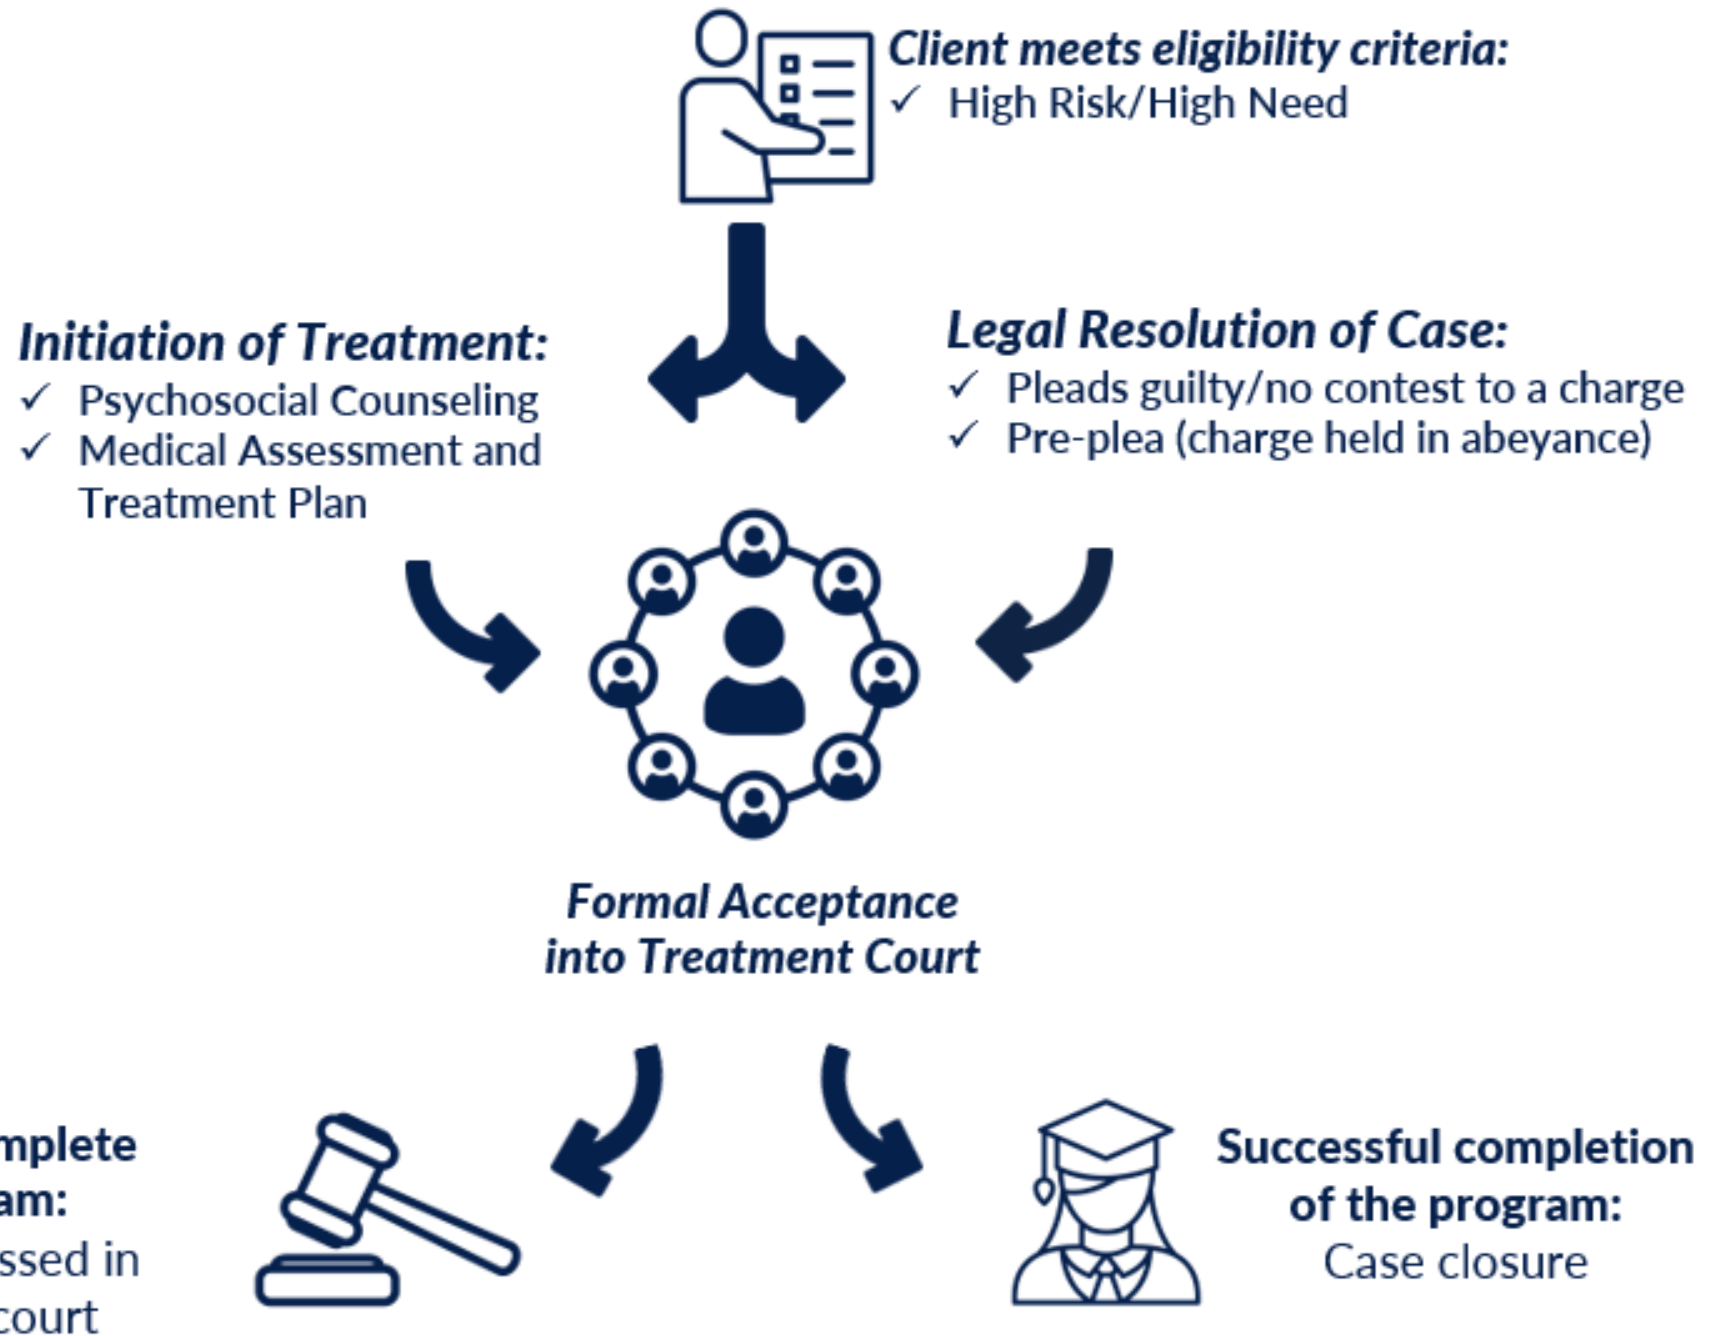 Client meets eligibility criteria:
✓ High Risk/High Need
Initiation of Treatment:
✓ Psychosocial Counseling
✓ Medical Assessment and
Treatment Plan
Legal Resolution of Case:
✓ Pleads guilty/no contest to a charge
✓ Pre-plea (charge held in abeyance)
Formal Acceptance
into Treatment Court
mplete
am:
ssed in
court
Successful completion
of the program:
Case closure